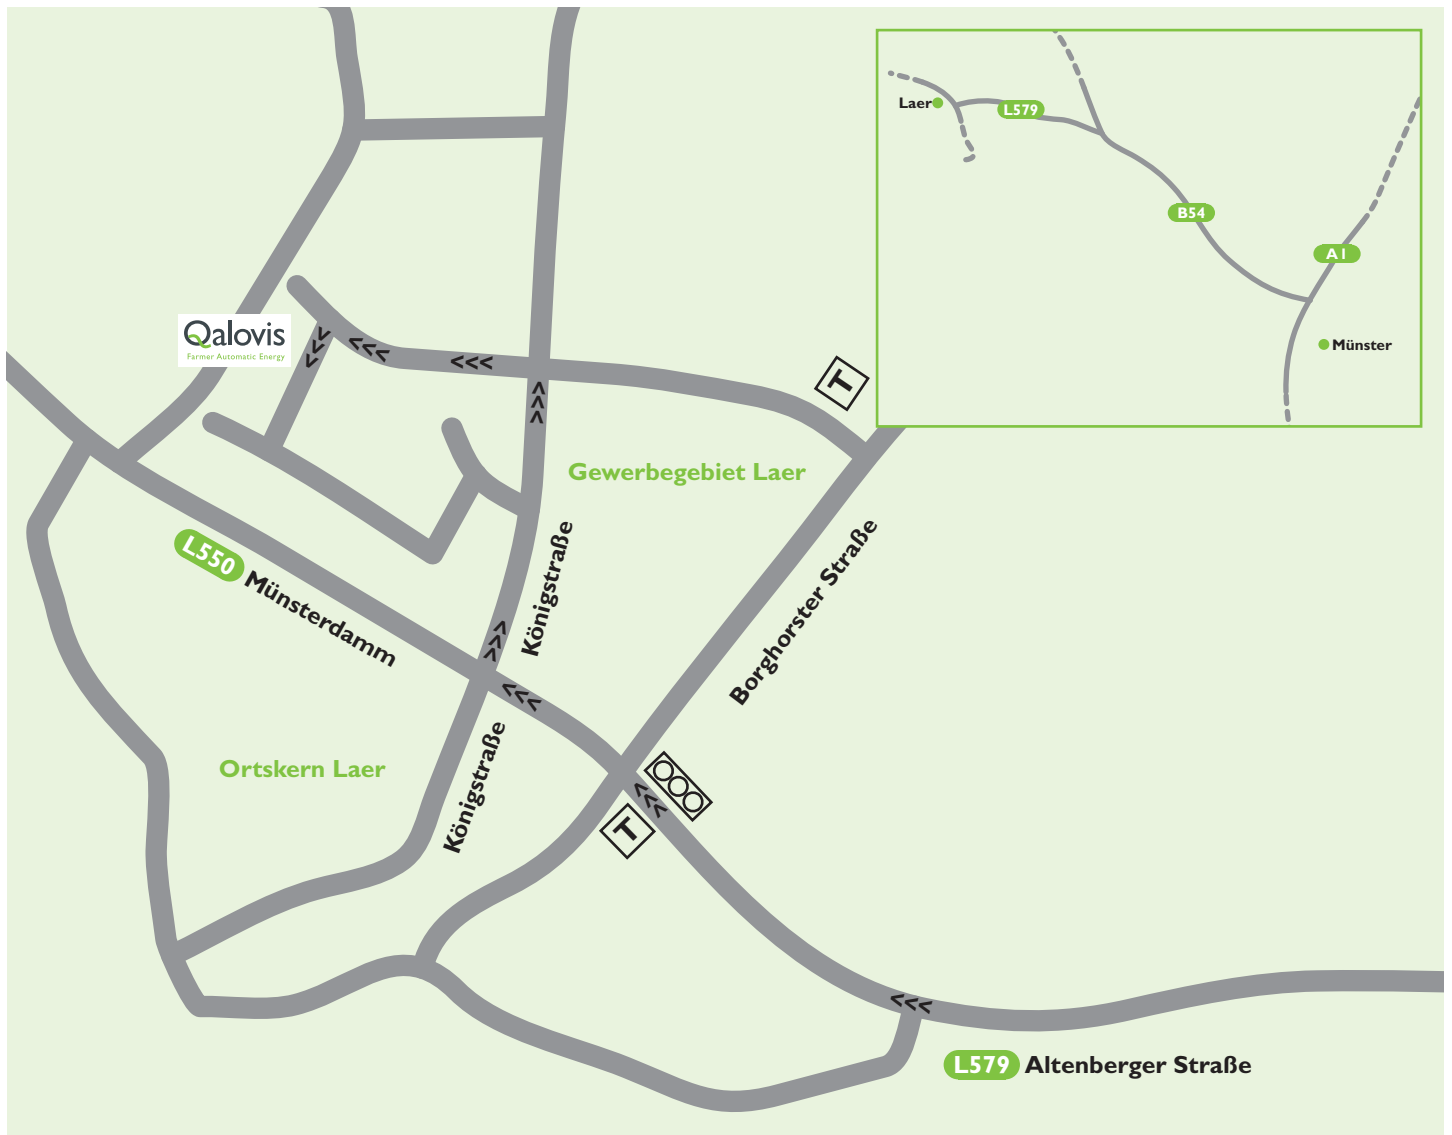 Laer
L579
B54
A1
Münster
Qalovis
Farmer Automatic Energy
<<<
<<<
<<<
<<<
T
Gewerbegebiet Laer
L550
Münsterdamm
Königstraße
Borghorster Straße
<<<
<<<
Ortskern Laer
Königstraße
<<<
T
<<<
L579 Altenberger Straße